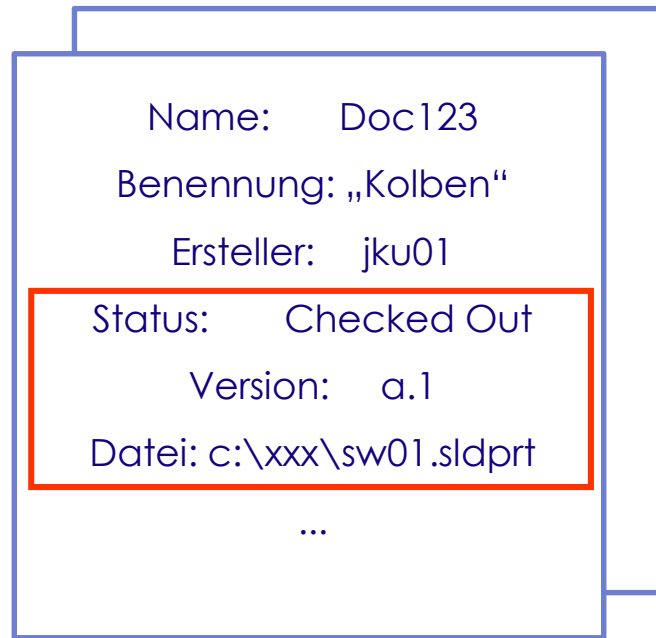 Name: Doc123
Benennung: „Kolben“
Ersteller: jku01
Status: Checked Out
Version: a.1
Datei: c:\xxx\sw01.sldprt
...